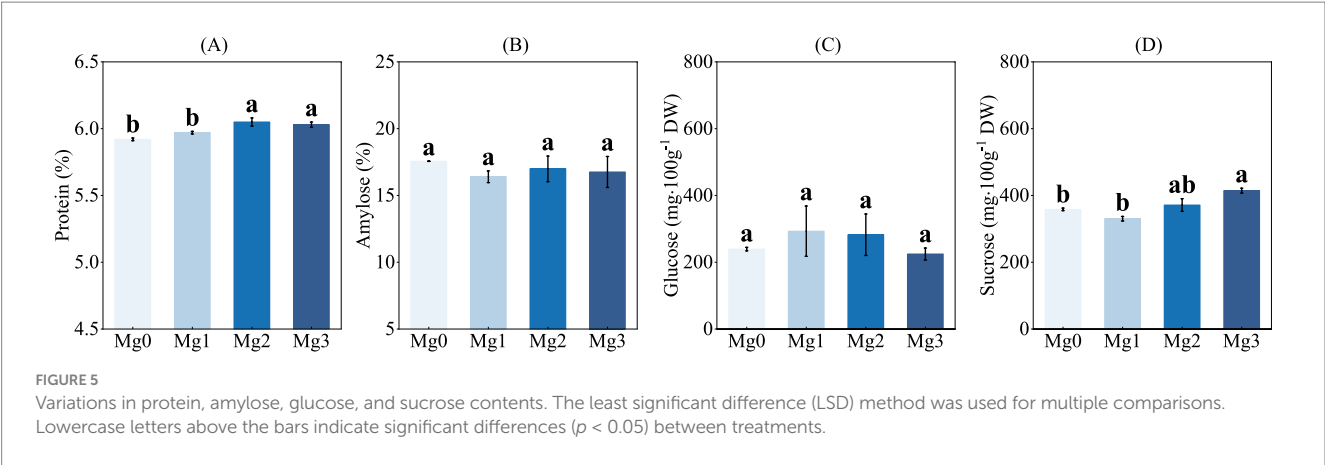 (A)
Protein (%)
6.5
6.0
5.5
5.0
4.5
b b a a
Mg0 Mg1 Mg2 Mg3
(B)
Amylose (%)
25
20
15
10
5
a a a a
Mg0 Mg1 Mg2 Mg3
(C)
Glucose (mg·100g⁻¹ DW)
800
600
400
200
0
a a a a
Mg0 Mg1 Mg2 Mg3
(D)
Sucrose (mg·100g⁻¹ DW)
800
600
400
200
0
b b ab a
Mg0 Mg1 Mg2 Mg3
FIGURE 5
Variations in protein, amylose, glucose, and sucrose contents. The least significant difference (LSD) method was used for multiple comparisons.
Lowercase letters above the bars indicate significant differences (p < 0.05) between treatments.